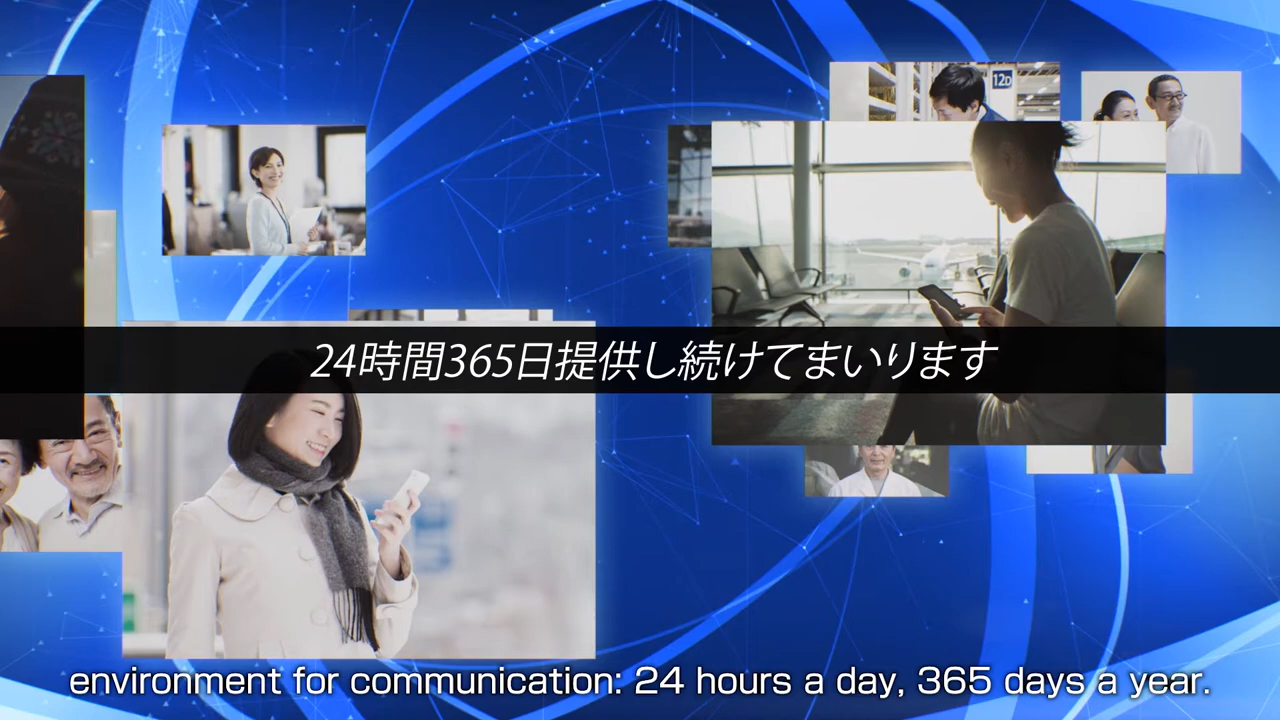 12D
24時間365日提供し続けてまいります
environment for communication: 24 hours a day, 365 days a year.